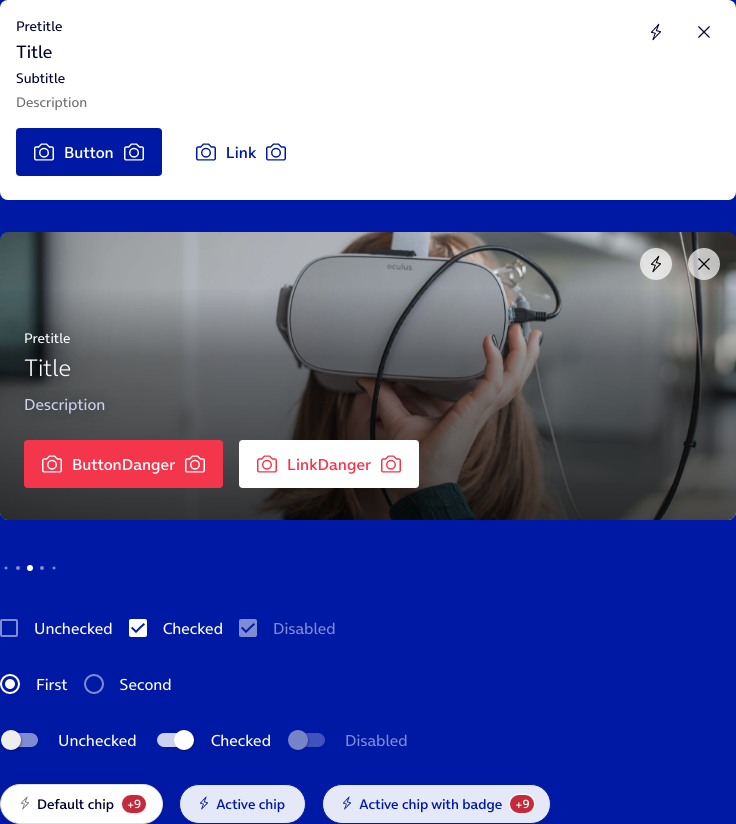 Pretitle
Title
Subtitle
Description
Button
Link
oculus
Pretitle
Title
Description
ButtonDanger
LinkDanger
Unchecked Checked Disabled
First Second
Unchecked Checked Disabled
Default chip +9 Active chip Active chip with badge +9